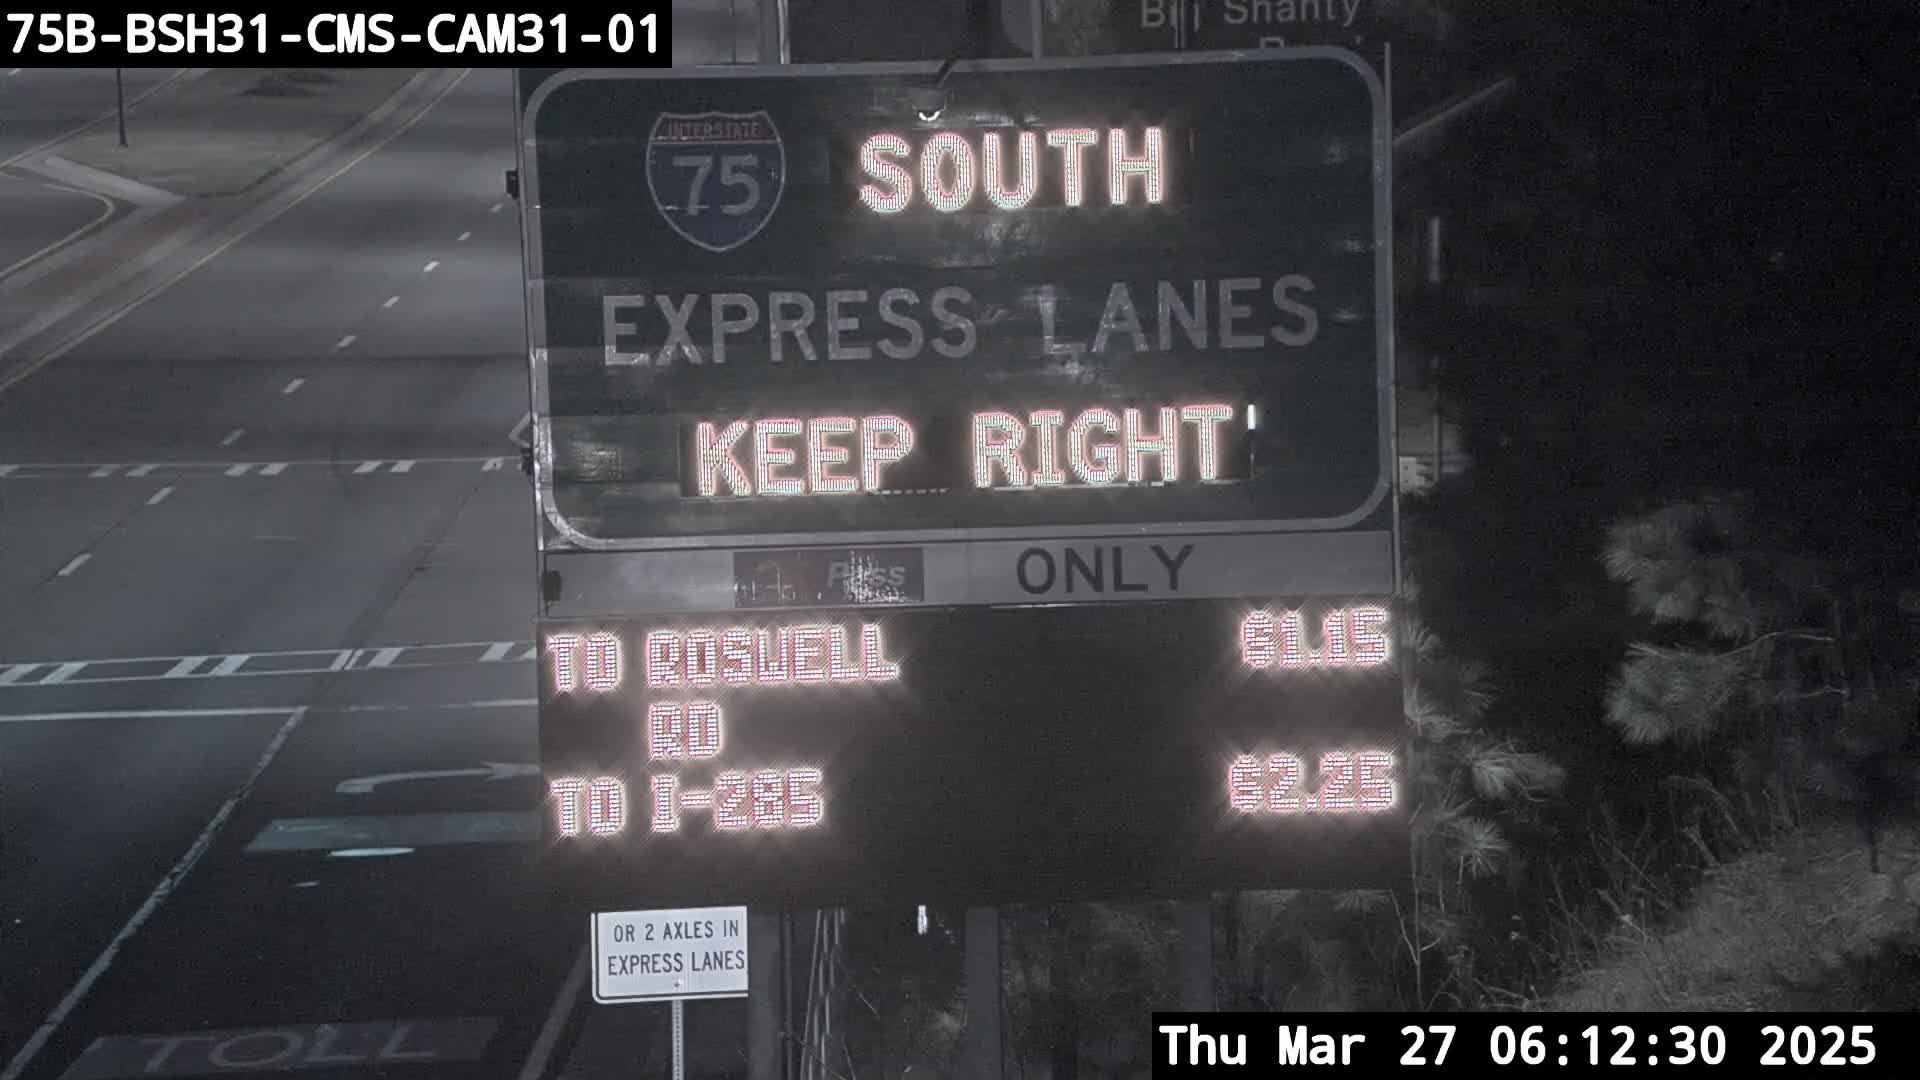 75B-BSH31-CMS-CAM31-01
Shanty
INTERSTATE
75
SOUTH
EXPRESS LANES
KEEP RIGHT
Pass
ONLY
TO ROSWELL
$1.15
RD
TO I-285
$2.25
OR 2 AXLES IN
EXPRESS LANES
TOLL
Thu Mar 27 06:12:30 2025